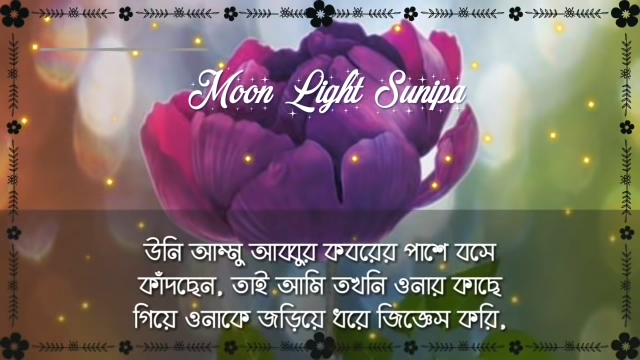 Moon Light Sunipa
উনি আম্মু আব্বুর কবরের পাশে বসে
কাঁদছেন, তাই আমি তখনি ওনার কাছে
গিয়ে ওনাকে জড়িয়ে ধরে জিজ্ঞেস করি,